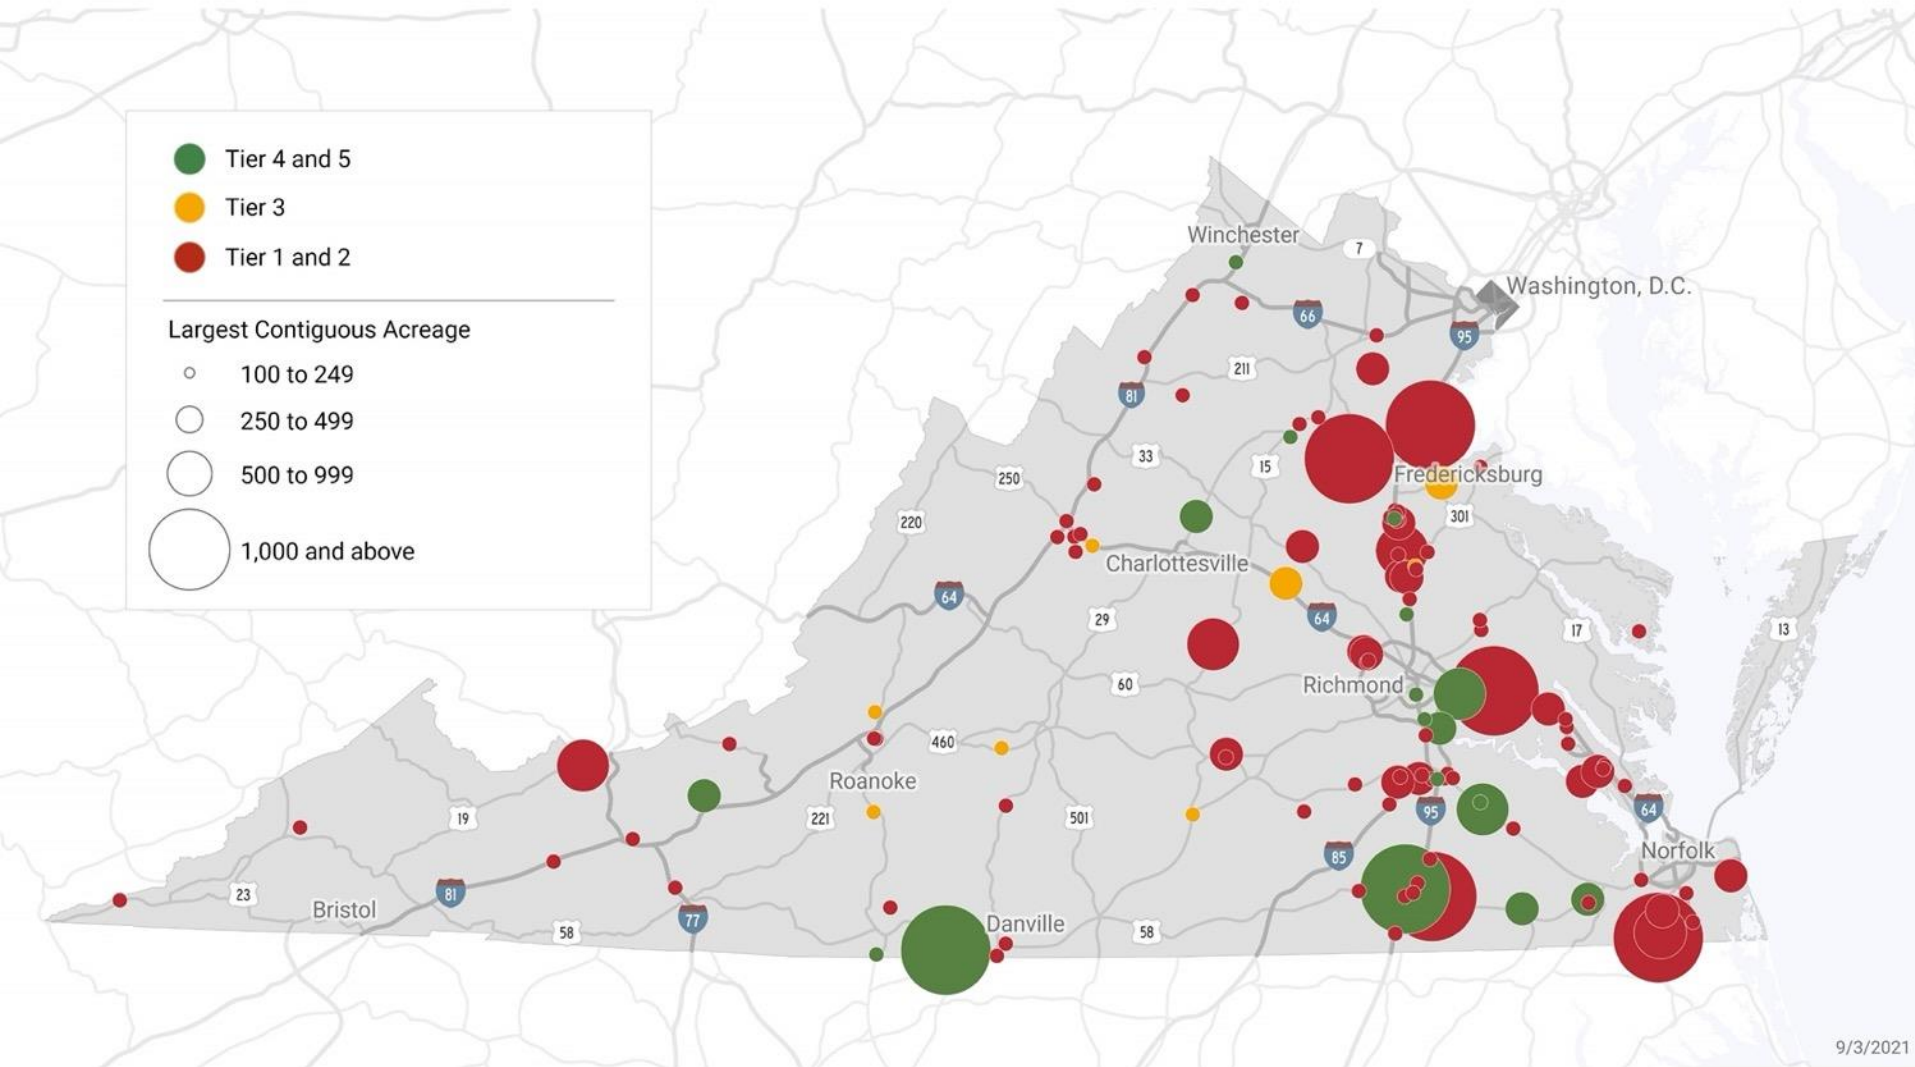 Tier 4 and 5
Tier 3
Tier 1 and 2
Largest Contiguous Acreage
100 to 249
250 to 499
500 to 999
1,000 and above
Winchester
7
Washington, D.C.
66
95
211
81
33
15
250
Fredericksburg
220
301
Charlottesville
64
29
64
17
13
60
Richmond
460
Roanoke
19
221
501
95
64
85
Norfolk
23
81
Bristol
77
58
Danville
58
9/3/2021